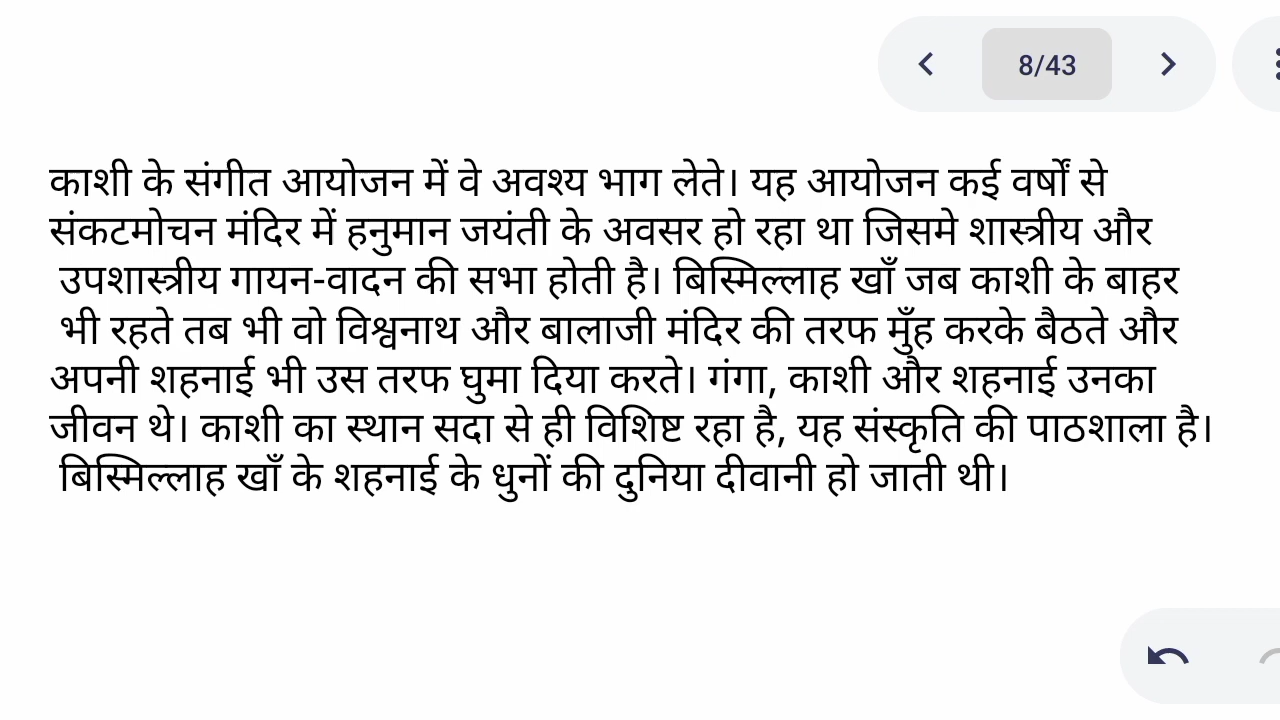 8/43
काशी के संगीत आयोजन में वे अवश्य भाग लेते। यह आयोजन कई वर्षों से
संकटमोचन मंदिर में हनुमान जयंती के अवसर हो रहा था जिसमे शास्त्रीय और
उपशास्त्रीय गायन-वादन की सभा होती है। बिस्मिल्लाह खाँ जब काशी के बाहर
भी रहते तब भी वो विश्वनाथ और बालाजी मंदिर की तरफ मुँह करके बैठते और
अपनी शहनाई भी उस तरफ घुमा दिया करते। गंगा, काशी और शहनाई उनका
जीवन थे। काशी का स्थान सदा से ही विशिष्ट रहा है, यह संस्कृति की पाठशाला है।
बिस्मिल्लाह खाँ के शहनाई के धुनों की दुनिया दीवानी हो जाती थी।